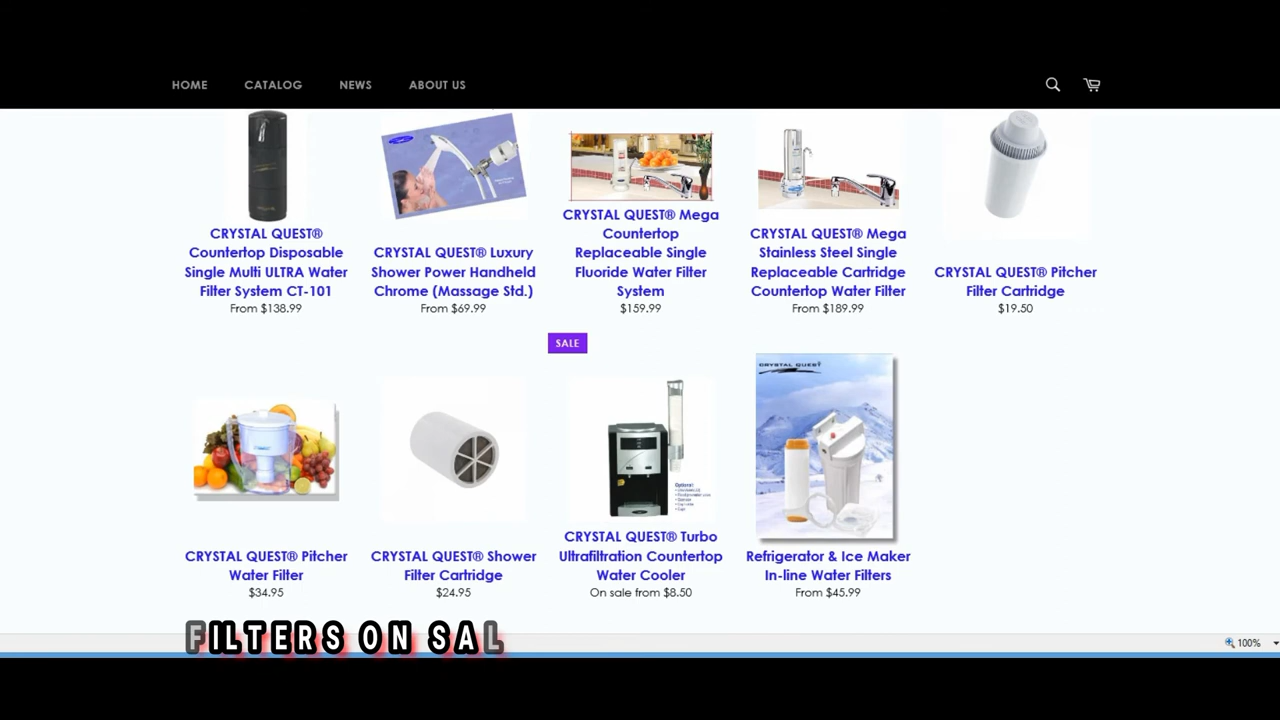 HOME CATALOG NEWS ABOUT US
CRYSTAL QUEST®
Countertop Disposable
Single Multi ULTRA Water
Filter System CT-101
From $138.99
CRYSTAL QUEST® Luxury
Shower Power Handheld
Chrome (Massage Std.)
From $69.99
CRYSTAL QUEST® Mega
Countertop
Replaceable Single
Fluoride Water Filter
System
$159.99
CRYSTAL QUEST® Mega
Stainless Steel Single
Replaceable Cartridge
Countertop Water Filter
From $189.99
CRYSTAL QUEST® Pitcher
Filter Cartridge
$19.50
CRYSTAL QUEST® Pitcher
Water Filter
$34.95
CRYSTAL QUEST® Shower
Filter Cartridge
$24.95
SALE
Options!
CRYSTAL QUEST® Turbo
Ultrafiltration Countertop
Water Cooler
On sale from $8.50
CRYSTAL QUEST
Refrigerator & Ice Maker
In-line Water Filters
From $45.99
FILTERS ON SAL
100%